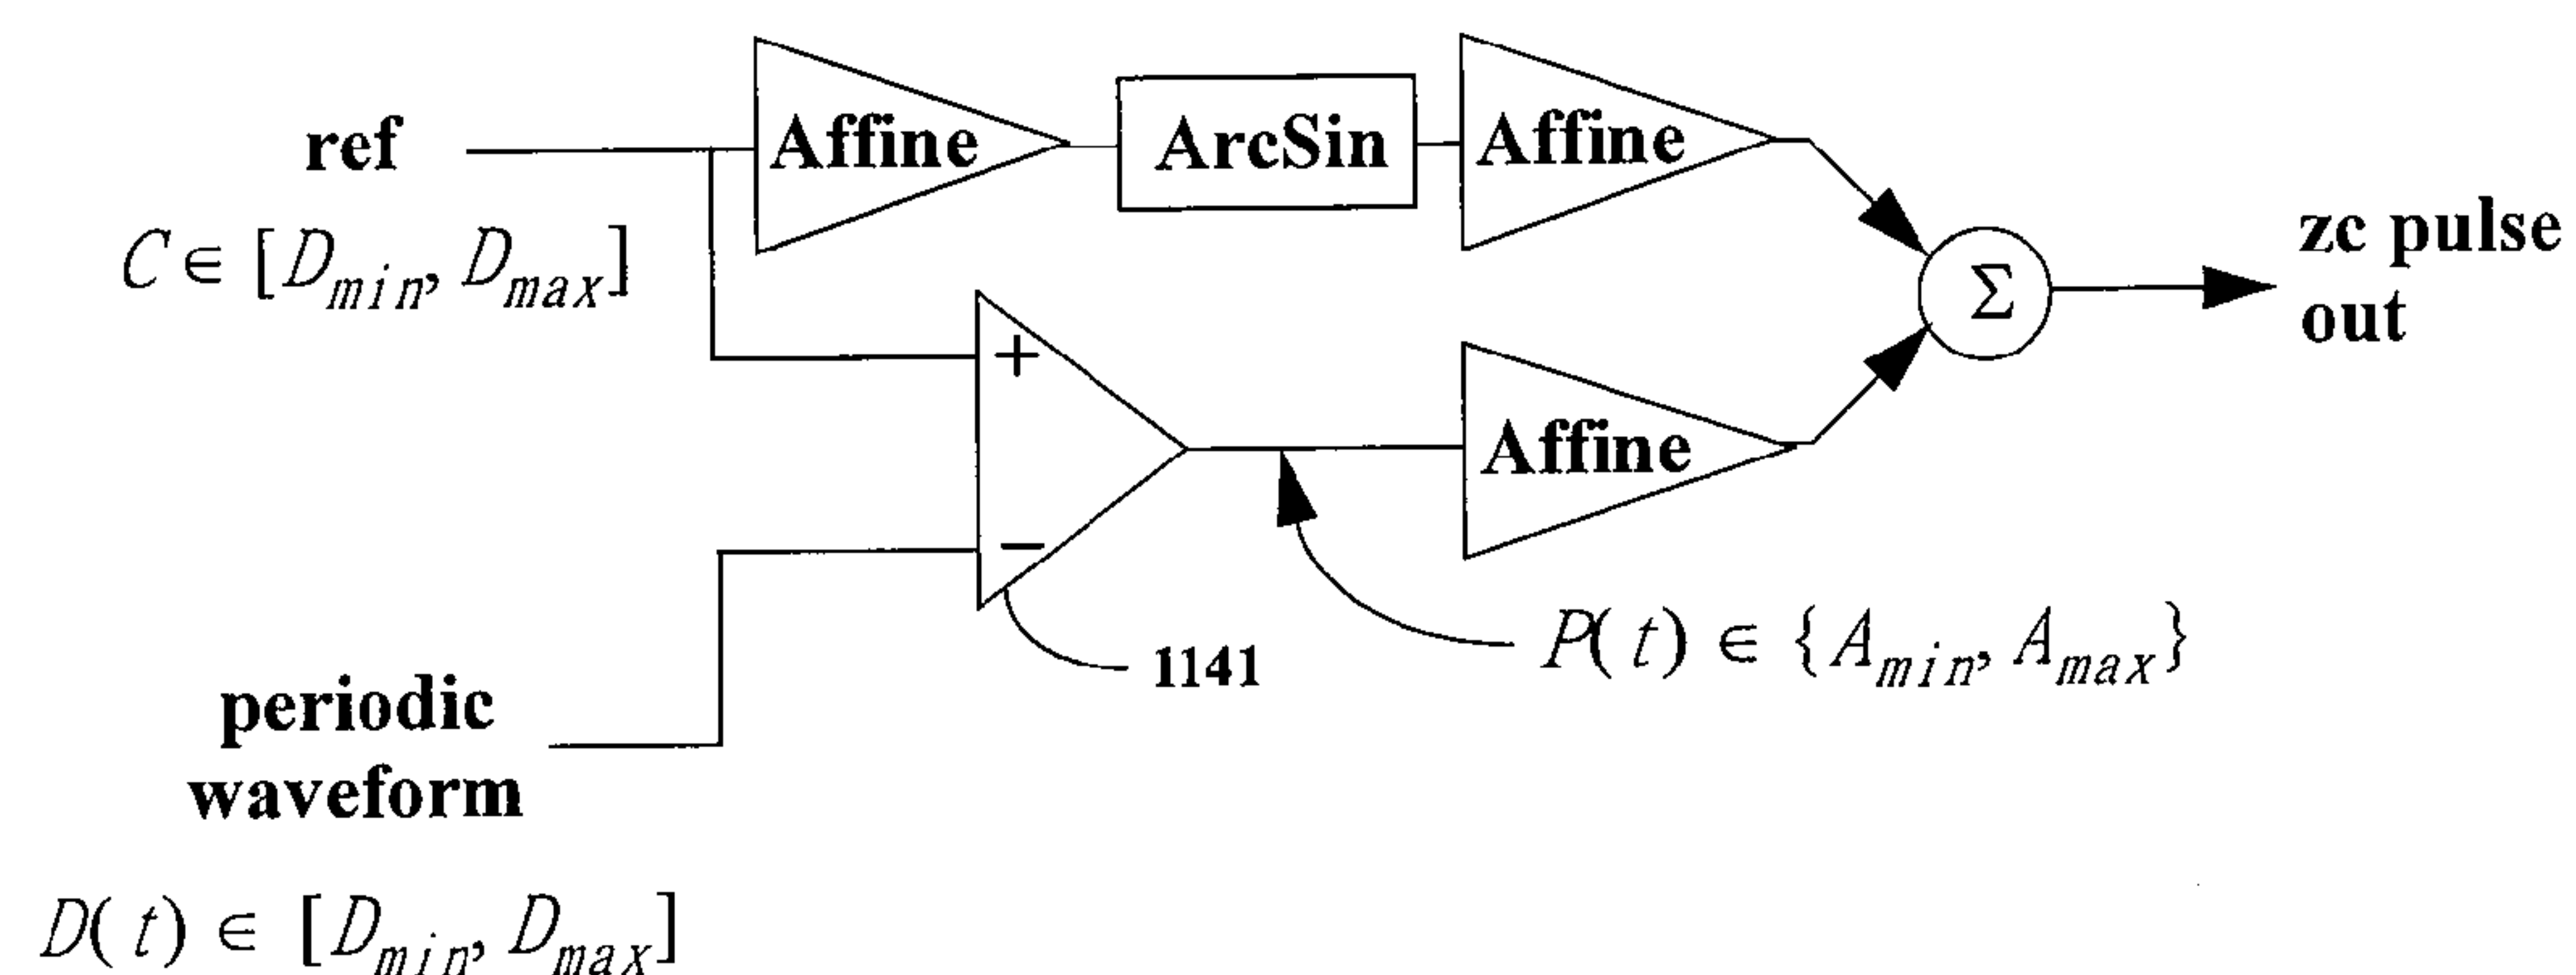 ref
C ∈ [D_min, D_max]
Affine
ArcSin
Affine
Σ
zc pulse
out
+
−
Affine
1141
P(t) ∈ {A_min, A_max}
periodic
waveform
D(t) ∈ [D_min, D_max]